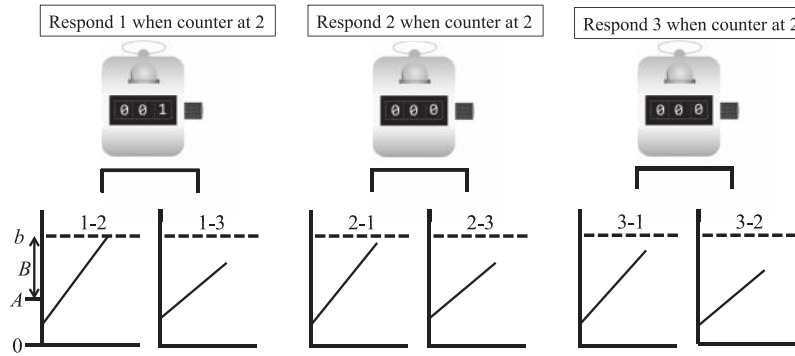 Respond 1 when counter at 2
Respond 2 when counter at 2
Respond 3 when counter at 2
0 0 1
0 0 0
0 0 0
1-2
1-3
2-1
2-3
3-1
3-2
b
B
A
0